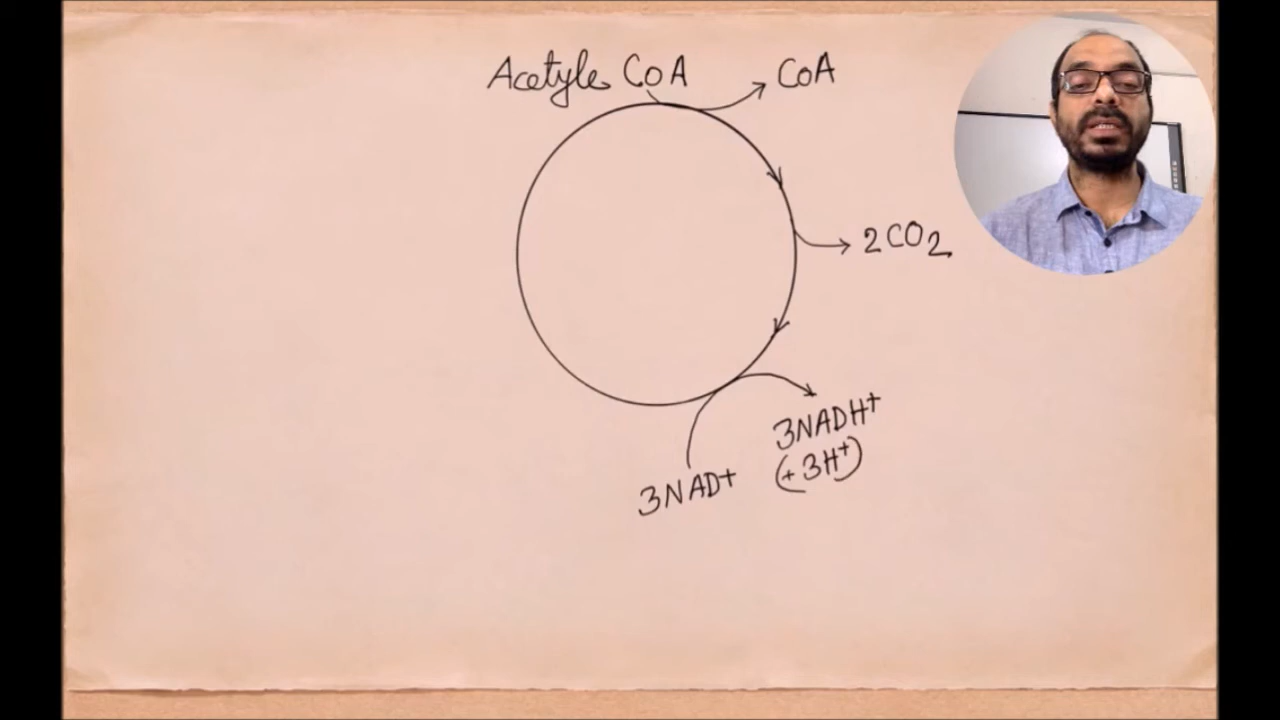 Acetyle CoA
CoA
2CO2
3NADH+
(+3H+)
3NAD+